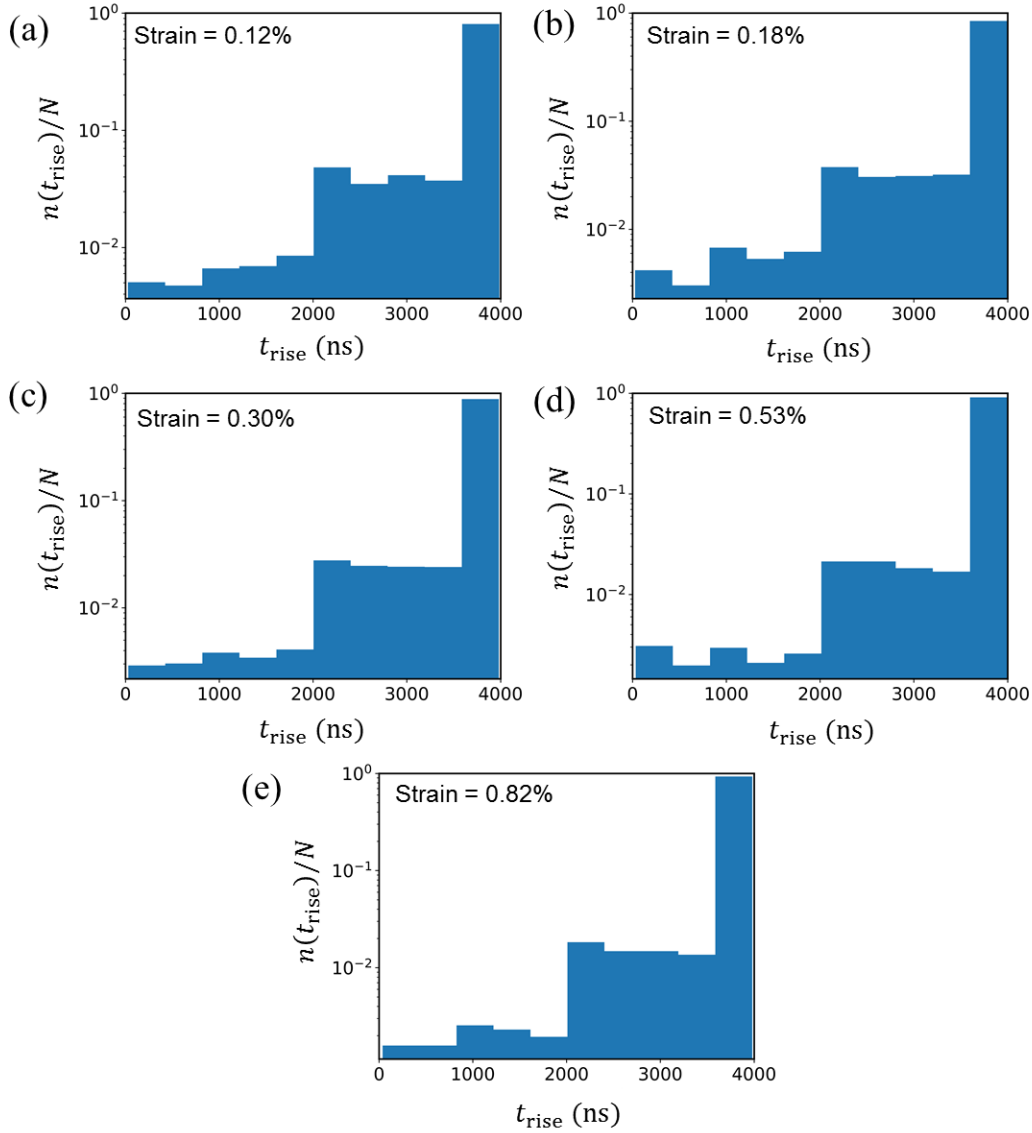 (a)
Strain = 0.12%
10⁰
10⁻¹
10⁻²
n(t_rise)/N
0 1000 2000 3000 4000
t_rise (ns)
(b)
Strain = 0.18%
10⁰
10⁻¹
10⁻²
n(t_rise)/N
0 1000 2000 3000 4000
t_rise (ns)
(c)
Strain = 0.30%
10⁰
10⁻¹
10⁻²
n(t_rise)/N
0 1000 2000 3000 4000
t_rise (ns)
(d)
Strain = 0.53%
10⁰
10⁻¹
10⁻²
n(t_rise)/N
0 1000 2000 3000 4000
t_rise (ns)
(e)
Strain = 0.82%
10⁰
10⁻¹
10⁻²
n(t_rise)/N
0 1000 2000 3000 4000
t_rise (ns)